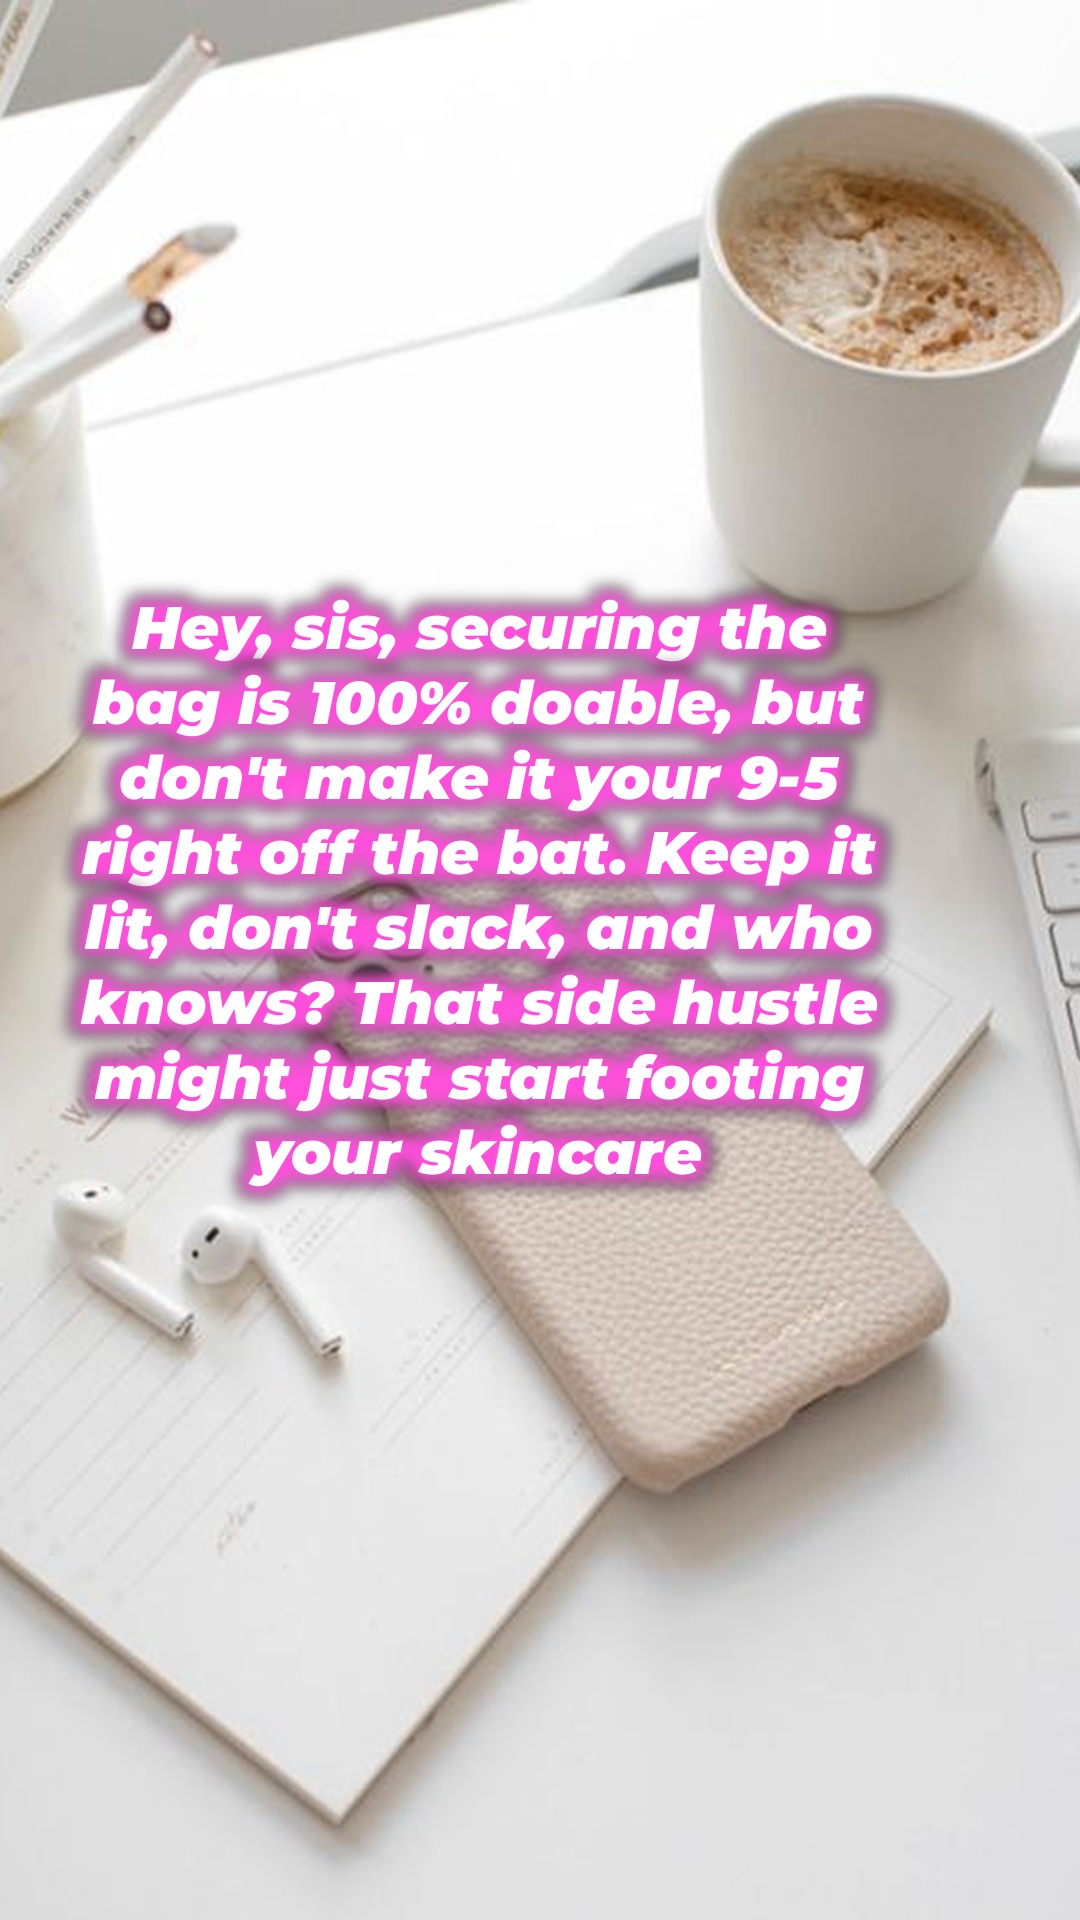 Hey, sis, securing the
bag is 100% doable, but
don't make it your 9-5
right off the bat. Keep it
lit, don't slack, and who
knows? That side hustle
might just start footing
your skincare